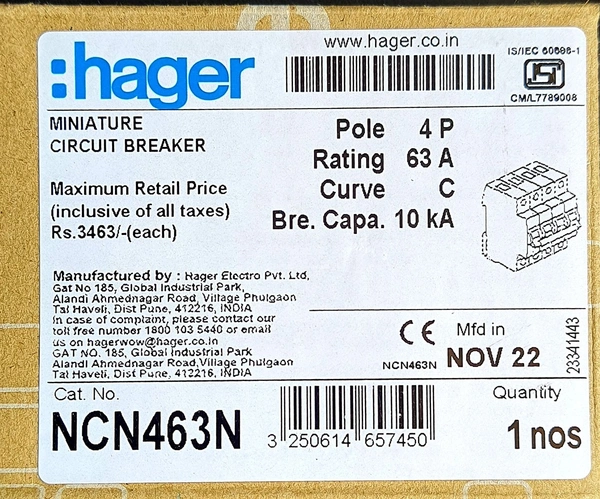 www.hager.co.in
:hager
IS/IEC 60898-1
ISI
CM/L7789008
MINIATURE
CIRCUIT BREAKER
Pole 4 P
Rating 63 A
Curve C
Bre. Capa. 10 kA
Maximum Retail Price
(inclusive of all taxes)
Rs.3463/-(each)
Manufactured by : Hager Electro Pvt. Ltd,
Gat No 185, Global Industrial Park,
Alandi Ahmednagar Road, Village Phulgaon
Tal Haveli, Dist Pune, 412216, INDIA
In case of complaint, please contact our
toll free number 1800 103 5440 or email
us on hagerwow@hager.com
GAT NO. 185, Global Industrial Park
Alandi Ahmednagar Road,Village Phulgaon
Tal Haveli, Dist Pune, 412216, INDIA
CE
NCN463N
Mfd in
NOV 22
23341443
Cat. No.
NCN463N
3 250614 657450
Quantity
1 nos